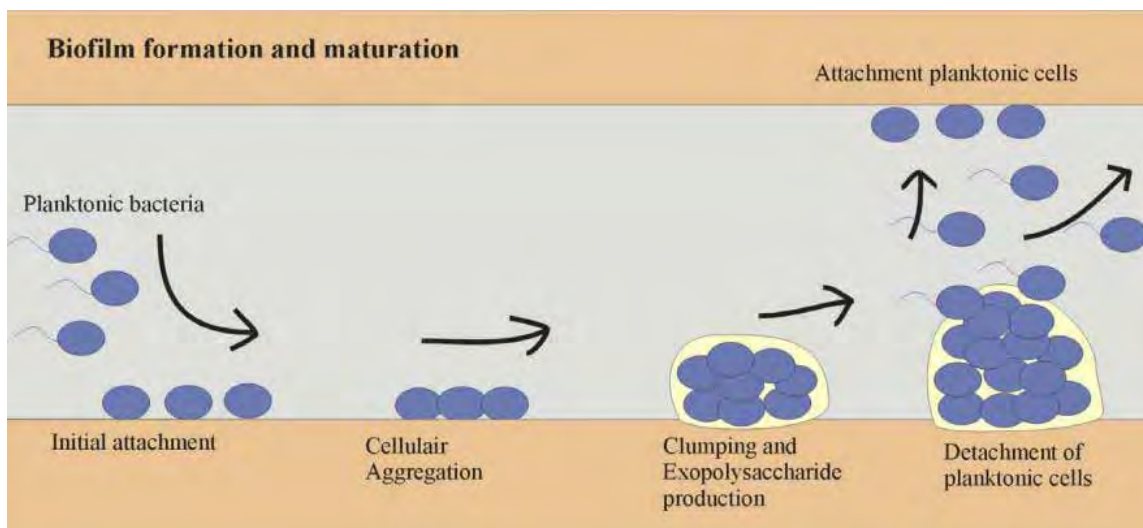 Biofilm formation and maturation
Attachment planktonic cells
Planktonic bacteria
Initial attachment
Cellulair
Aggregation
Clumping and
Exopolysaccharide
production
Detachment of
planktonic cells